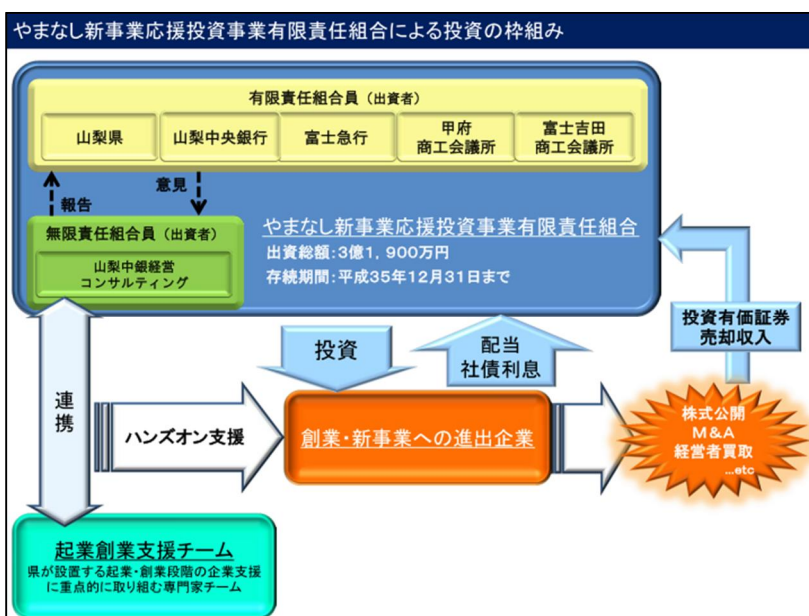 やまなし新事業応援投資事業有限責任組合による投資の枠組み
有限責任組合員（出資者）
山梨県
山梨中央銀行
富士急行
甲府
商工会議所
富士吉田
商工会議所
報告
意見
無限責任組合員（出資者）
山梨中銀経営
コンサルティング
やまなし新事業応援投資事業有限責任組合
出資総額:3億1，900万円
存続期間:平成35年12月31日まで
投資
配当
社債利息
投資有価証券
売却収入
連携
ハンズオン支援
創業・新事業への進出企業
株式公開
M＆A
経営者買取
...etc
起業創業支援チーム
県が設置する起業・創業段階の企業支援
に重点的に取り組む専門家チーム